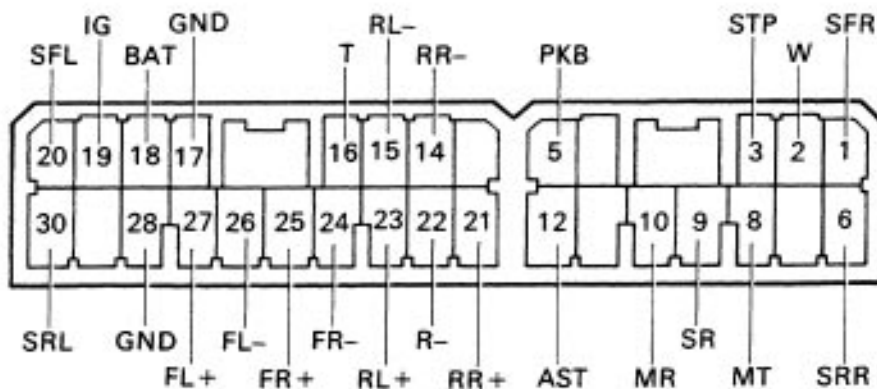 IG GND RL- STP SFR
SFL BAT T RR- PKB W
20 19 18 17 16 15 14 5 3 2 1
30 28 27 26 25 24 23 22 21 12 10 9 8 6
SRL GND FL- FR- R- SR
FL+ FR+ RL+ RR+ AST MR MT SRR